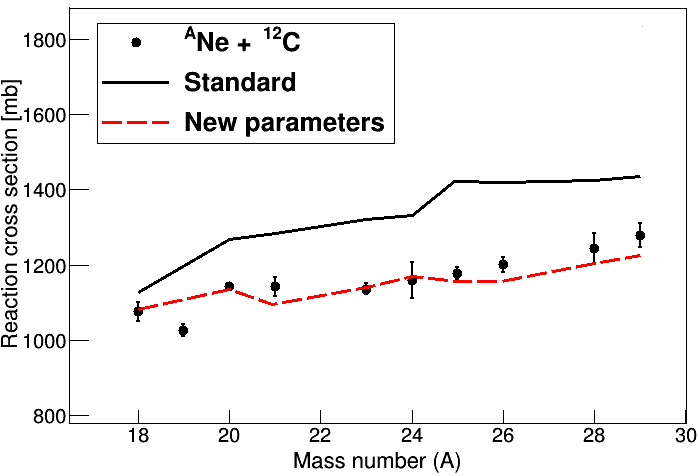 1800
1600
1400
1200
1000
800
Reaction cross section [mb]
ᴬNe + ¹²C
Standard
New parameters
18 20 22 24 26 28 30
Mass number (A)